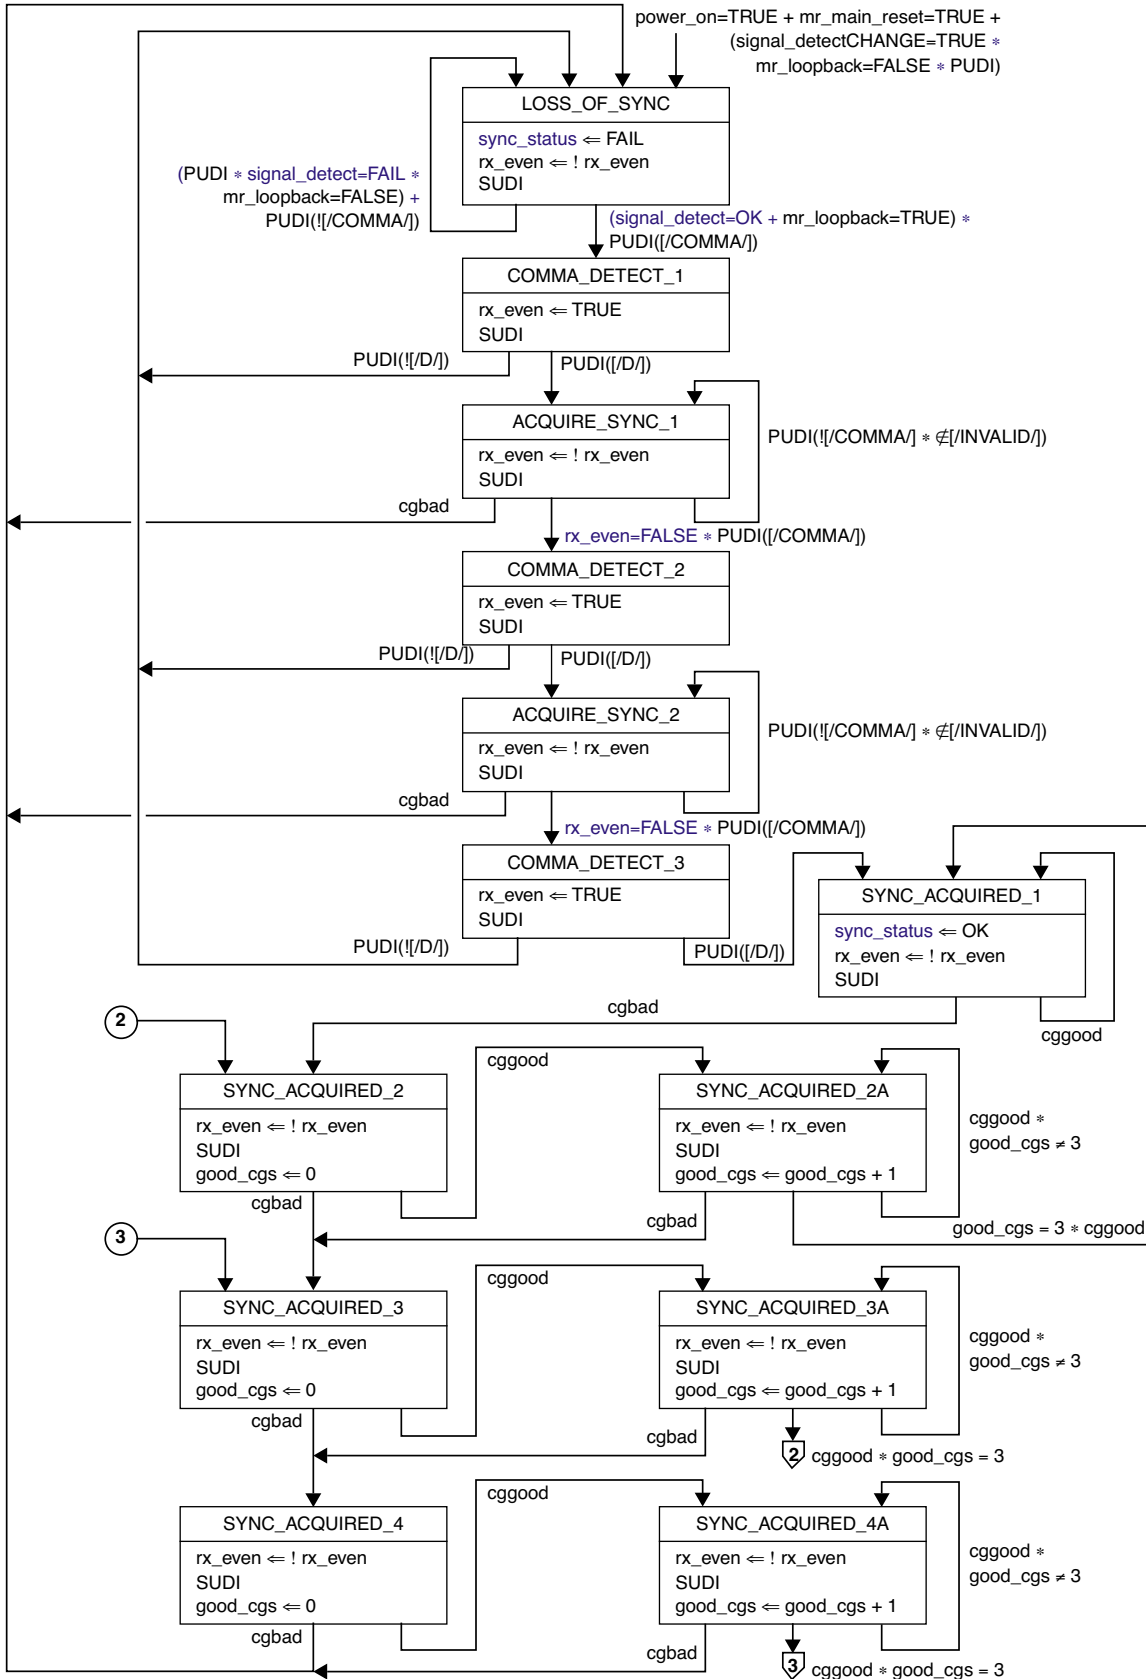 power_on=TRUE + mr_main_reset=TRUE +
(signal_detectCHANGE=TRUE ∗
mr_loopback=FALSE ∗ PUDI)
LOSS_OF_SYNC
sync_status ⇐ FAIL
rx_even ⇐ ! rx_even
SUDI
(PUDI ∗ signal_detect=FAIL ∗
mr_loopback=FALSE) +
PUDI(![/COMMA/])
(signal_detect=OK + mr_loopback=TRUE) ∗
PUDI([/COMMA/])
COMMA_DETECT_1
rx_even ⇐ TRUE
SUDI
PUDI(![/D/])
PUDI([/D/])
ACQUIRE_SYNC_1
rx_even ⇐ ! rx_even
SUDI
PUDI(![/COMMA/] ∗ ∉[/INVALID/])
cgbad
rx_even=FALSE ∗ PUDI([/COMMA/])
COMMA_DETECT_2
rx_even ⇐ TRUE
SUDI
PUDI(![/D/])
PUDI([/D/])
ACQUIRE_SYNC_2
rx_even ⇐ ! rx_even
SUDI
PUDI(![/COMMA/] ∗ ∉[/INVALID/])
cgbad
rx_even=FALSE ∗ PUDI([/COMMA/])
COMMA_DETECT_3
rx_even ⇐ TRUE
SUDI
PUDI(![/D/])
PUDI([/D/])
SYNC_ACQUIRED_1
sync_status ⇐ OK
rx_even ⇐ ! rx_even
SUDI
cgbad
cggood
2
SYNC_ACQUIRED_2
rx_even ⇐ ! rx_even
SUDI
good_cgs ⇐ 0
cggood
SYNC_ACQUIRED_2A
rx_even ⇐ ! rx_even
SUDI
good_cgs ⇐ good_cgs + 1
cggood ∗
good_cgs ≠ 3
cgbad
cgbad
good_cgs = 3 ∗ cggood
3
SYNC_ACQUIRED_3
rx_even ⇐ ! rx_even
SUDI
good_cgs ⇐ 0
cggood
SYNC_ACQUIRED_3A
rx_even ⇐ ! rx_even
SUDI
good_cgs ⇐ good_cgs + 1
cggood ∗
good_cgs ≠ 3
cgbad
cgbad
2
cggood ∗ good_cgs = 3
SYNC_ACQUIRED_4
rx_even ⇐ ! rx_even
SUDI
good_cgs ⇐ 0
cggood
SYNC_ACQUIRED_4A
rx_even ⇐ ! rx_even
SUDI
good_cgs ⇐ good_cgs + 1
cggood ∗
good_cgs ≠ 3
cgbad
cgbad
3
cggood ∗ good_cgs = 3